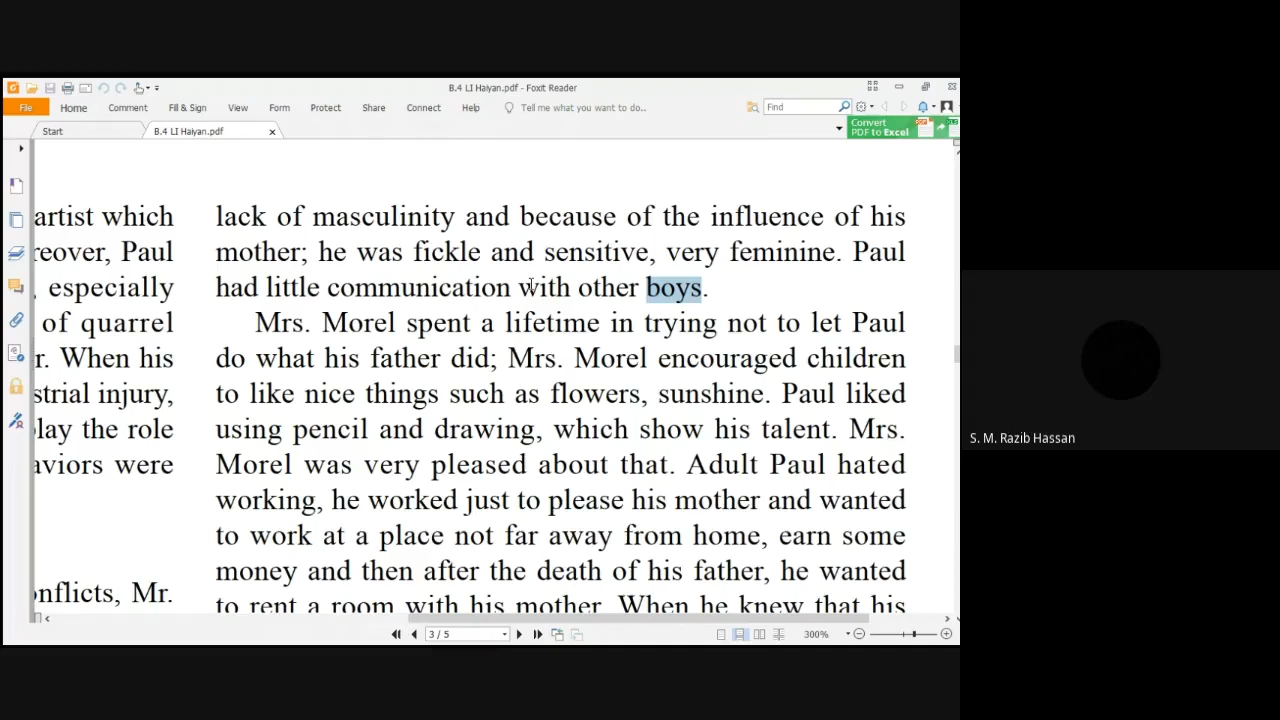 B.4 LI Haiyan.pdf - Foxit Reader
File Home Comment Fill & Sign View Form Protect Share Connect Help Tell me what you want to do.. Find
Start B.4 LI Haiyan.pdf
Convert
PDF to Excel
artist which
reover, Paul
, especially
of quarrel
r. When his
strial injury,
lay the role
aviors were
onflicts, Mr.
lack of masculinity and because of the influence of his
mother; he was fickle and sensitive, very feminine. Paul
had little communication with other boys.
Mrs. Morel spent a lifetime in trying not to let Paul
do what his father did; Mrs. Morel encouraged children
to like nice things such as flowers, sunshine. Paul liked
using pencil and drawing, which show his talent. Mrs.
Morel was very pleased about that. Adult Paul hated
working, he worked just to please his mother and wanted
to work at a place not far away from home, earn some
money and then after the death of his father, he wanted
to rent a room with his mother. When he knew that his
3 / 5 300%
S. M. Razib Hassan